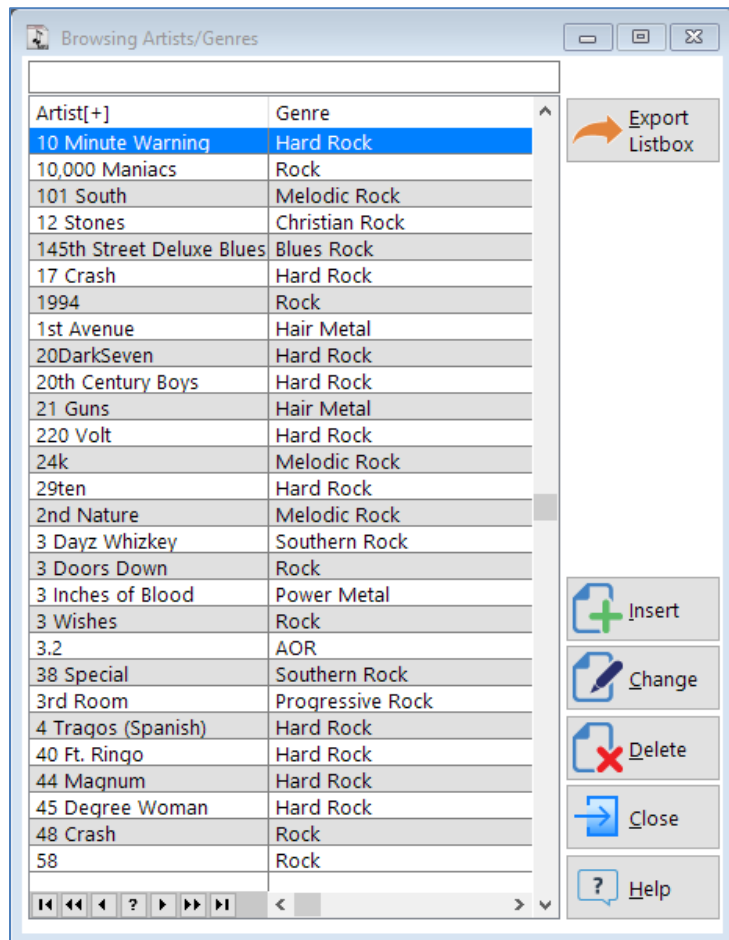 Browsing Artists/Genres
Artist[+] Genre
10 Minute Warning Hard Rock
10,000 Maniacs Rock
101 South Melodic Rock
12 Stones Christian Rock
145th Street Deluxe Blues Blues Rock
17 Crash Hard Rock
1994 Rock
1st Avenue Hair Metal
20DarkSeven Hard Rock
20th Century Boys Hard Rock
21 Guns Hair Metal
220 Volt Hard Rock
24k Melodic Rock
29ten Hard Rock
2nd Nature Melodic Rock
3 Dayz Whizkey Southern Rock
3 Doors Down Rock
3 Inches of Blood Power Metal
3 Wishes Rock
3.2 AOR
38 Special Southern Rock
3rd Room Progressive Rock
4 Tragos (Spanish) Hard Rock
40 Ft. Ringo Hard Rock
44 Magnum Hard Rock
45 Degree Woman Hard Rock
48 Crash Rock
58 Rock
?
Export
Listbox
Insert
Change
Delete
Close
? Help